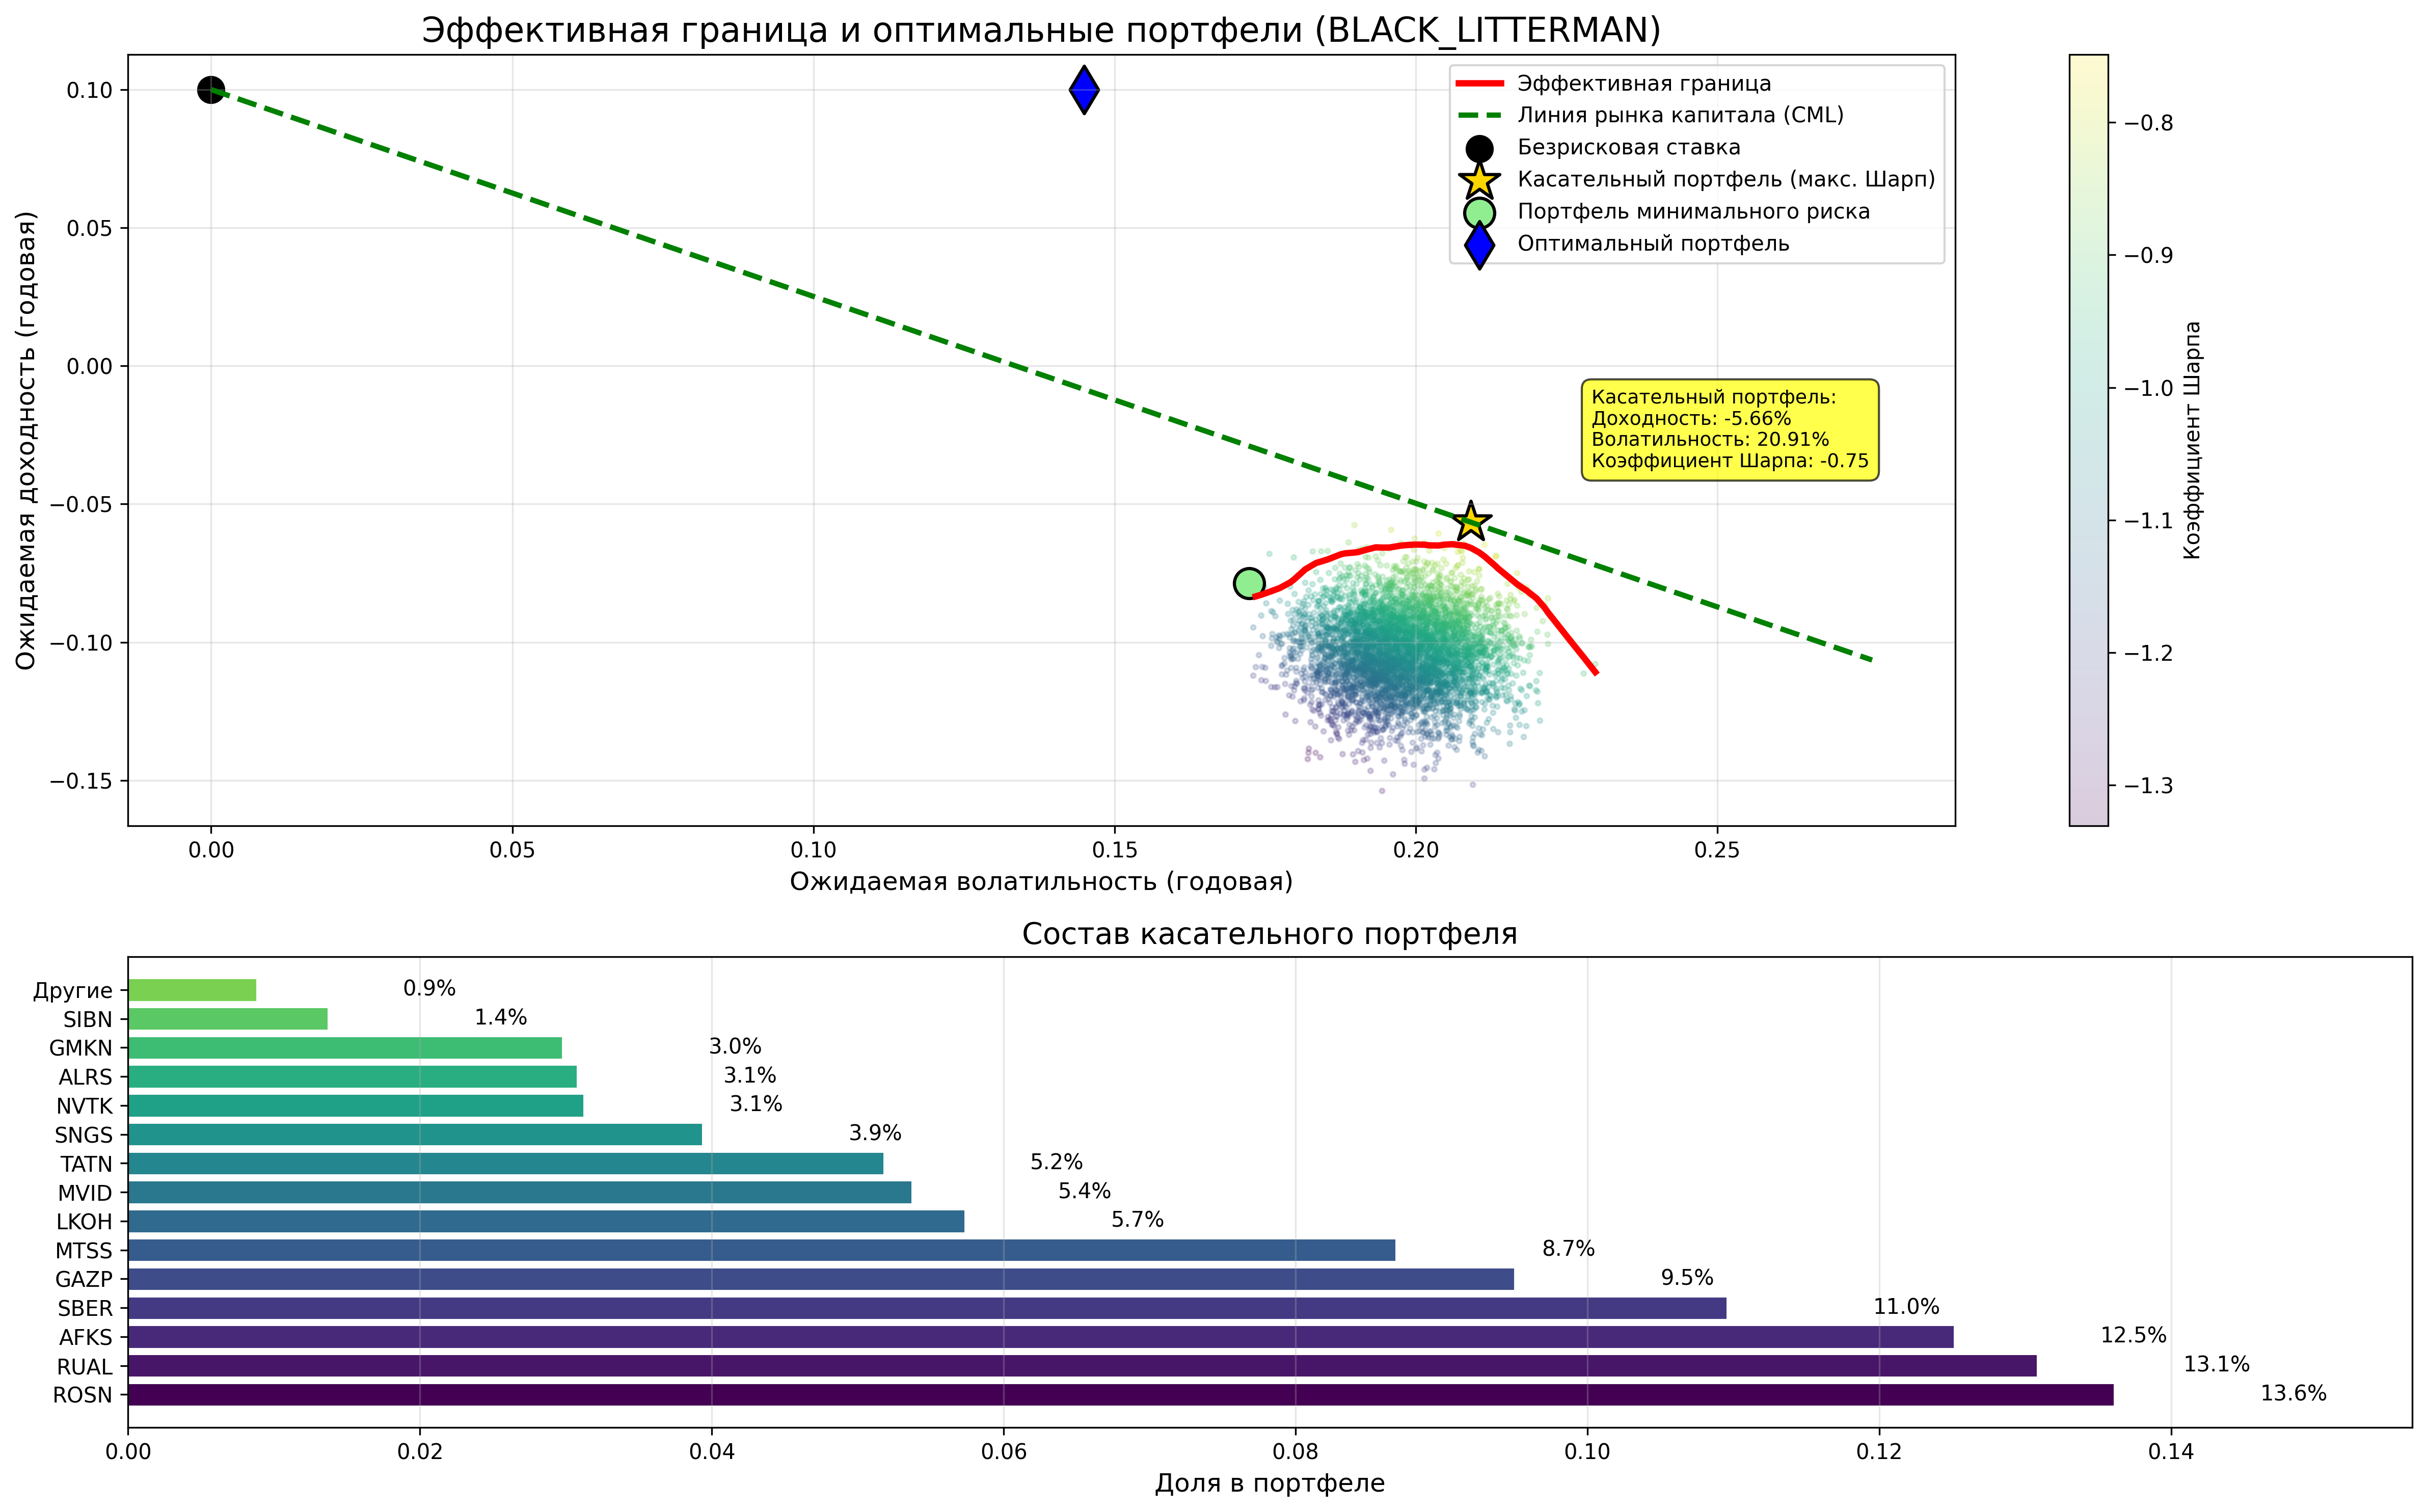 Эффективная граница и оптимальные портфели (BLACK_LITTERMAN)
Ожидаемая доходность (годовая)
0.10
0.05
0.00
−0.05
−0.10
−0.15
Эффективная граница
Линия рынка капитала (CML)
Безрисковая ставка
Касательный портфель (макс. Шарп)
Портфель минимального риска
Оптимальный портфель
Касательный портфель:
Доходность: -5.66%
Волатильность: 20.91%
Коэффициент Шарпа: -0.75
0.00 0.05 0.10 0.15 0.20 0.25
Ожидаемая волатильность (годовая)
−0.8
−0.9
−1.0
−1.1
−1.2
−1.3
Коэффициент Шарпа
Состав касательного портфеля
Другие 0.9%
SIBN 1.4%
GMKN 3.0%
ALRS 3.1%
NVTK 3.1%
SNGS 3.9%
TATN 5.2%
MVID 5.4%
LKOH 5.7%
MTSS 8.7%
GAZP 9.5%
SBER 11.0%
AFKS 12.5%
RUAL 13.1%
ROSN 13.6%
0.00 0.02 0.04 0.06 0.08 0.10 0.12 0.14
Доля в портфеле